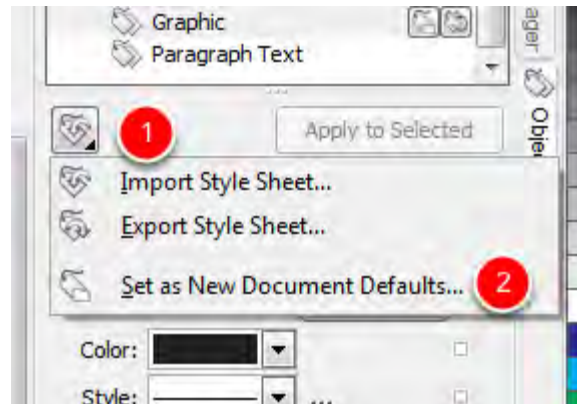 Graphic
Paragraph Text
ager
Obje
1
Apply to Selected
Import Style Sheet...
Export Style Sheet...
Set as New Document Defaults...
2
Color:
Style:
...